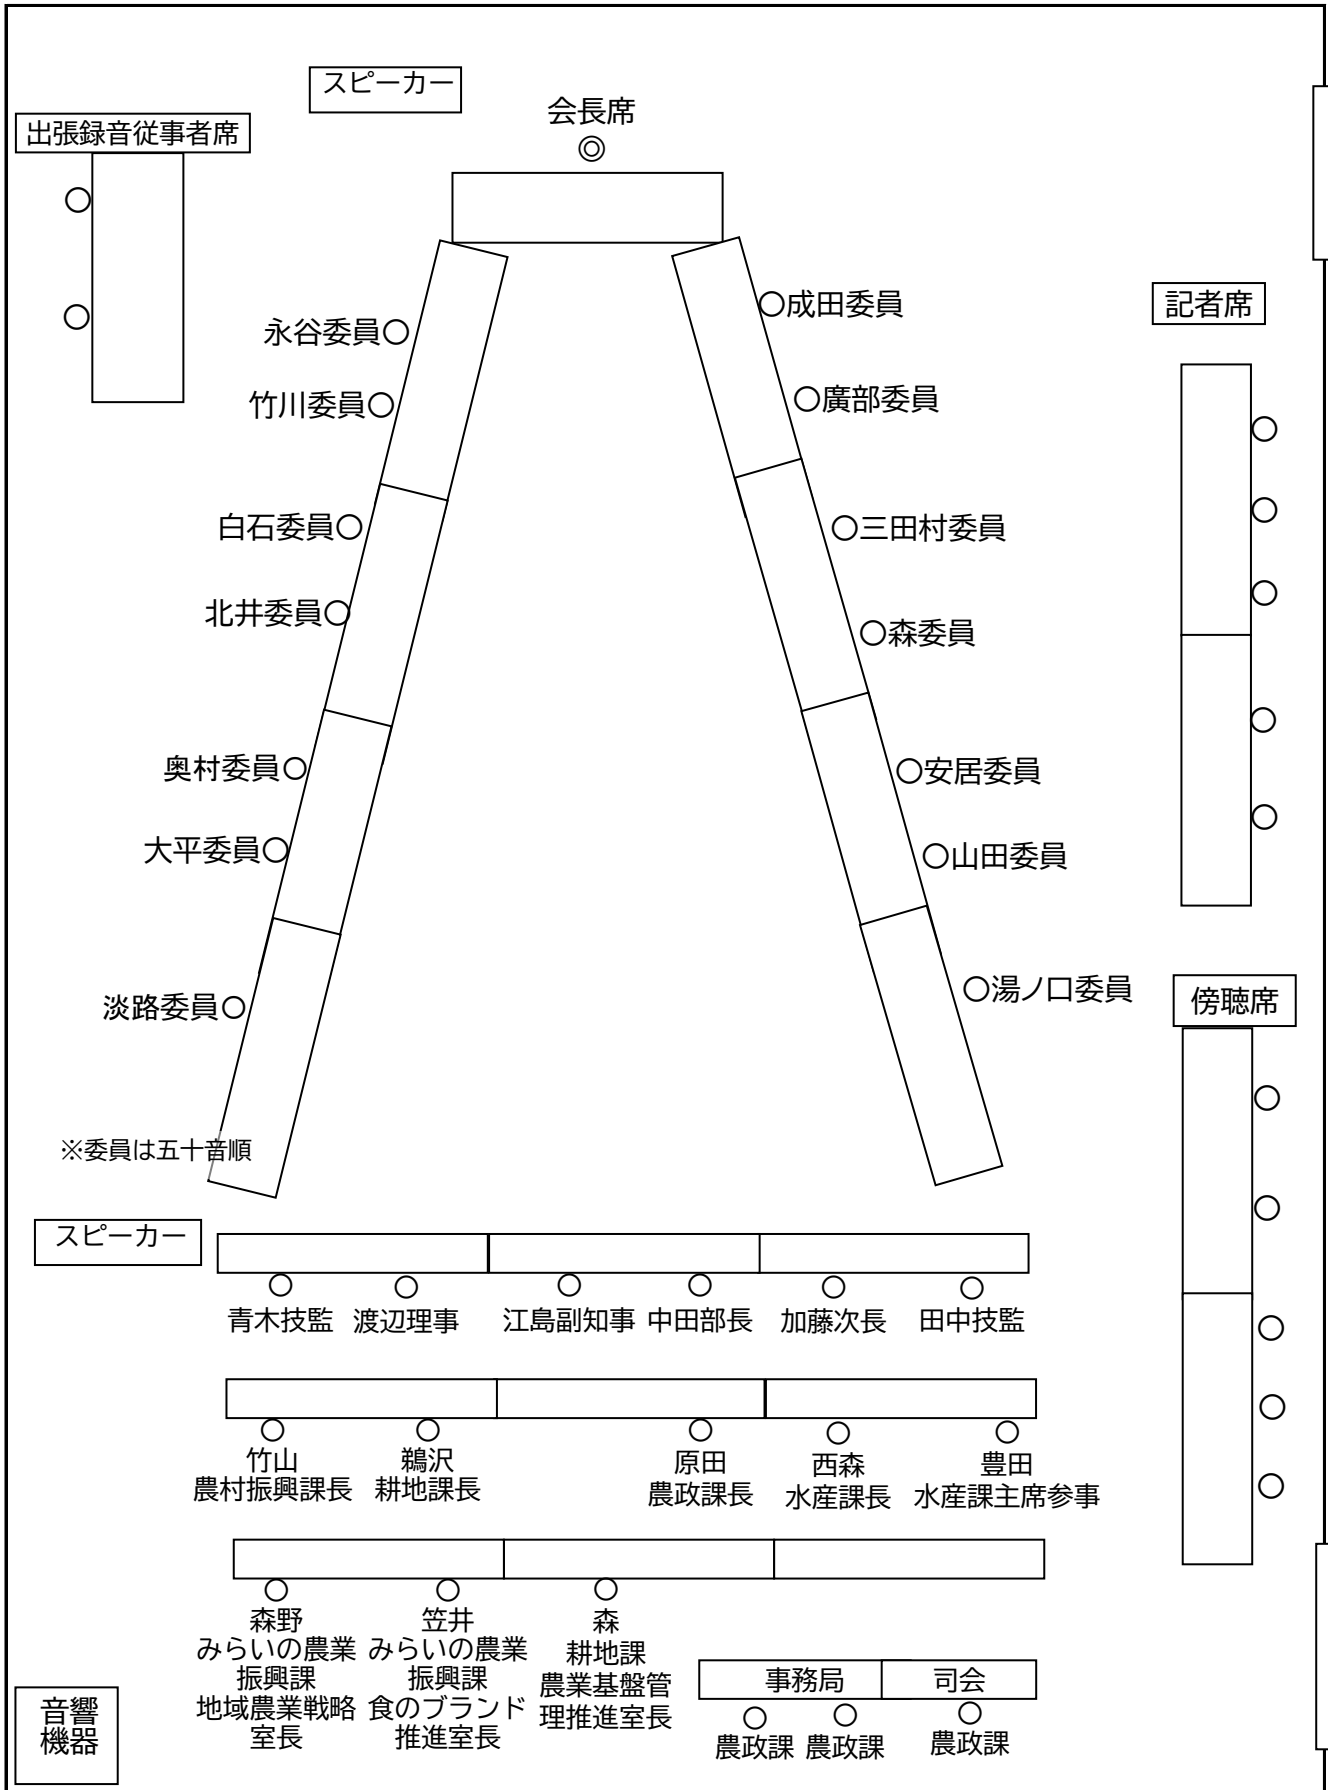 スピーカー
会長席
◎
出張録音従事者席
○成田委員
記者席
永谷委員○
竹川委員○
○廣部委員
白石委員○
○三田村委員
北井委員○
○森委員
奥村委員○
○安居委員
大平委員○
○山田委員
淡路委員○
○湯ノ口委員
傍聴席
※委員は五十音順
スピーカー
青木技監
渡辺理事
江島副知事
中田部長
加藤次長
田中技監
竹山
農村振興課長
鵜沢
耕地課長
原田
農政課長
西森
水産課長
豊田
水産課主席参事
森野
みらいの農業
振興課
地域農業戦略
室長
笠井
みらいの農業
振興課
食のブランド
推進室長
森
耕地課
農業基盤管
理推進室長
事務局
司会
農政課
農政課
農政課
音響
機器